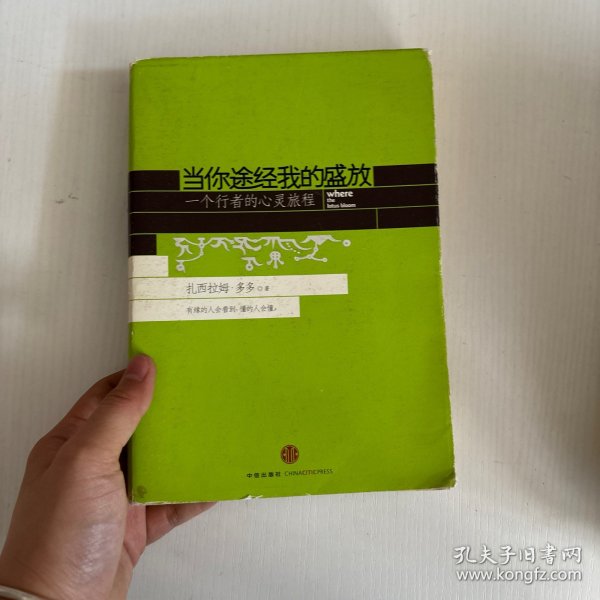 当你途经我的盛放
一个行者的心灵旅程
where
the
lotus bloom
扎西拉姆·多多○著
有缘的人会看到，懂的人会懂。
中信出版社·CHINACITICPRESS
孔夫子旧书网
www.kongfz.com